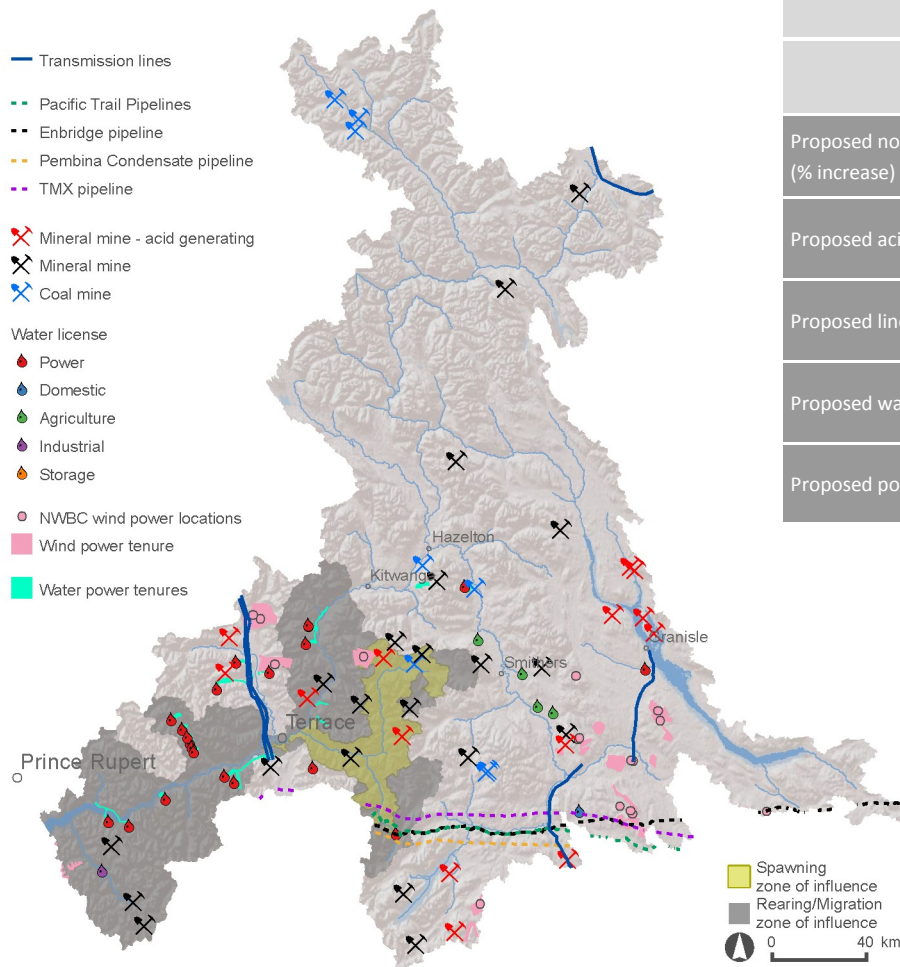 Transmission lines
Pacific Trail Pipelines
Enbridge pipeline
Pembina Condensate pipeline
TMX pipeline
Mineral mine - acid generating
Mineral mine
Coal mine
Water license
Power
Domestic
Agriculture
Industrial
Storage
NWBC wind power locations
Wind power tenure
Water power tenures
Proposed no
(% increase)
Proposed aci
Proposed line
Proposed wa
Proposed po
Hazelton
Kitwanga
Granisle
Smithers
Terrace
Prince Rupert
Spawning
zone of influence
Rearing/Migration
zone of influence
0 40 km